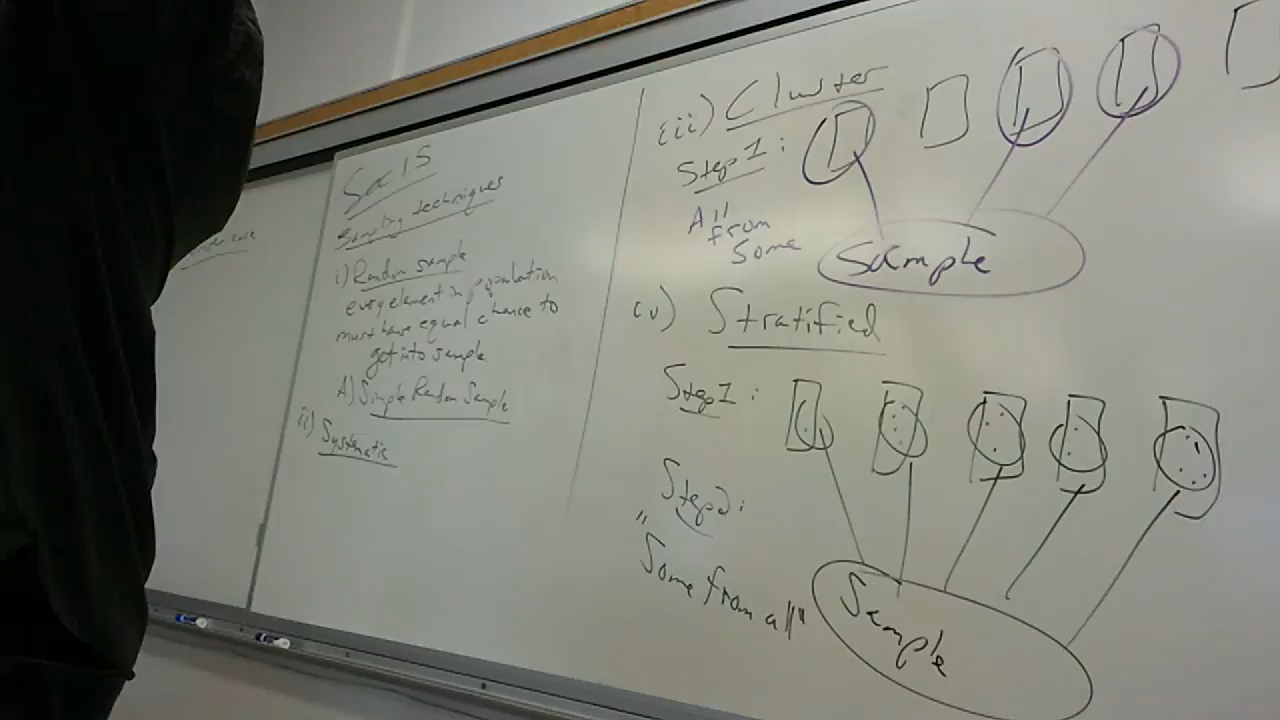 Sec 1.5
Sampling techniques
i) Random sample
every element in population
must have equal chance to
get into sample
A) Simple Random Sample
ii) Systematic
(iii) Cluster
Step 1:
All
from
Some
Sample
(v) Stratified
Step 1:
Step 2:
"Some from all"
Sample